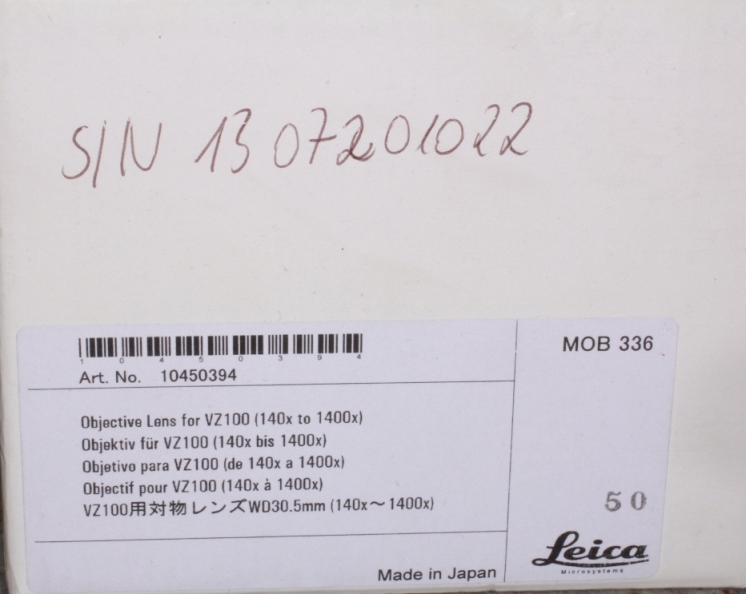 S/N 1307201022
10450394
Art. No. 10450394
MOB 336
Objective Lens for VZ100 (140x to 1400x)
Objektiv für VZ100 (140x bis 1400x)
Objetivo para VZ100 (de 140x a 1400x)
Objectif pour VZ100 (140x à 1400x)
VZ100用対物レンズWD30.5mm (140x～1400x)
50
Leica
Microsystems
Made in Japan